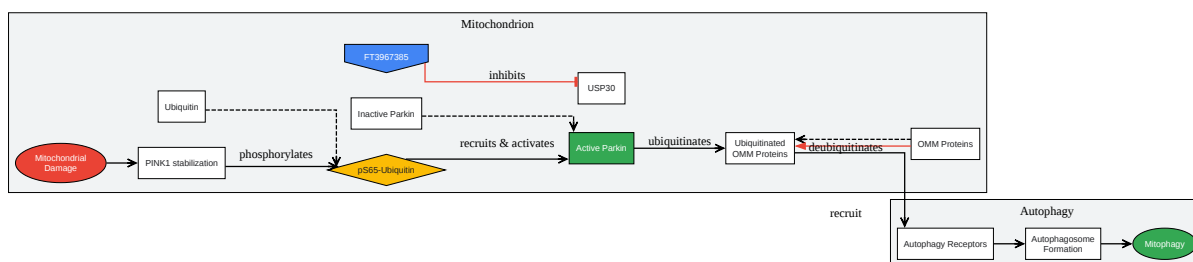 Mitochondrion
FT3967385
inhibits
USP30
Ubiquitin
Inactive Parkin
Mitochondrial
Damage
PINK1 stabilization
phosphorylates
pS65-Ubiquitin
recruits & activates
Active Parkin
ubiquitinates
Ubiquitinated
OMM Proteins
deubiquitinates
OMM Proteins
recruit
Autophagy
Autophagy Receptors
Autophagosome
Formation
Mitophagy